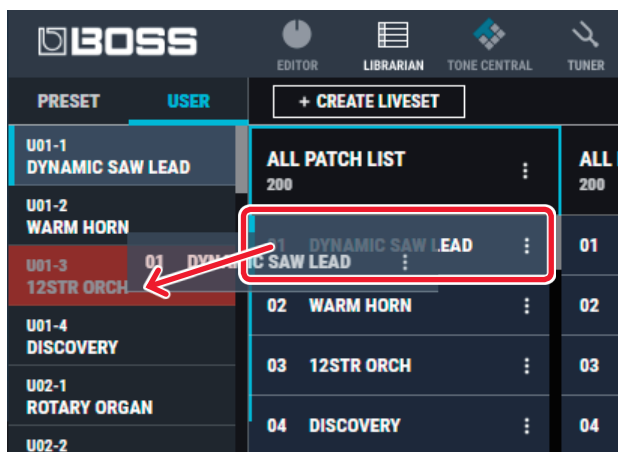 BOSS
EDITOR
LIBRARIAN
TONE CENTRAL
TUNER
PRESET
USER
+ CREATE LIVESET
U01-1
DYNAMIC SAW LEAD
U01-2
WARM HORN
U01-3
12STR ORCH
U01-4
DISCOVERY
U02-1
ROTARY ORGAN
U02-2
ALL PATCH LIST
200
01 DYNAMIC SAW LEAD
01 DYNAMIC SAW LEAD
02 WARM HORN
03 12STR ORCH
04 DISCOVERY
ALL
200
01
02
03
04